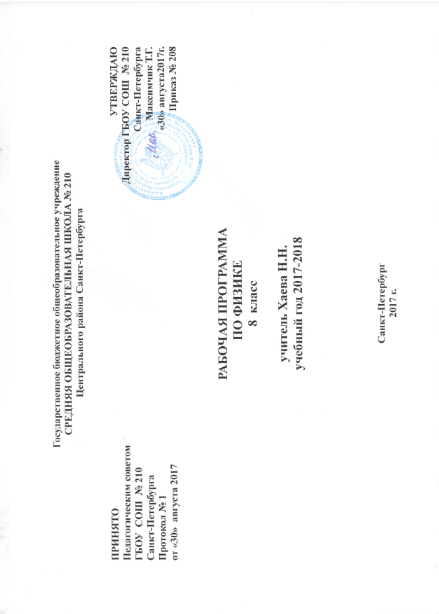 Государственное бюджетное общеобразовательное учреждение
СРЕДНЯЯ ОБЩЕОБРАЗОВАТЕЛЬНАЯ ШКОЛА № 210
Центрального района Санкт-Петербурга
ПРИНЯТО
Педагогическим советом
ГБОУ СОШ № 210
Санкт-Петербурга
Протокол № 1
от «30» августа 2017
УТВЕРЖДАЮ
Директор ГБОУ СОШ № 210
Санкт-Петербурга
Максимчик Т.Г.
«30» августа2017г.
Приказ № 208
РАБОЧАЯ ПРОГРАММА
ПО ФИЗИКЕ
8 класс
учитель Хаева Н.Н.
учебный год 2017-2018
Санкт-Петербург
2017 г.